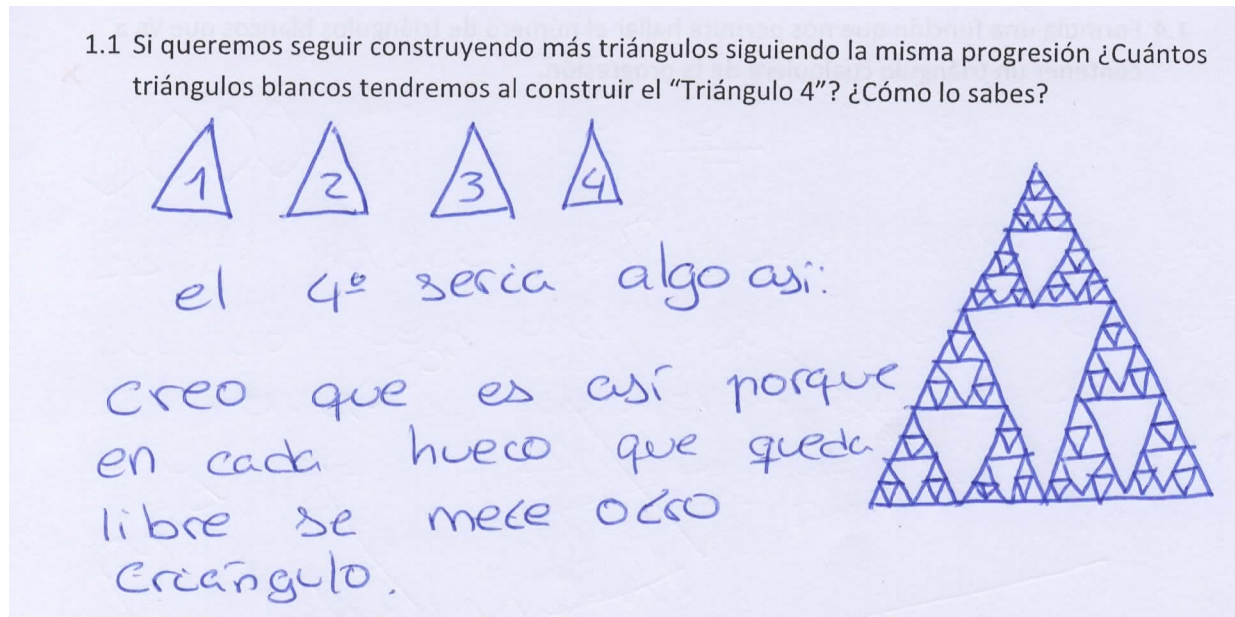 1.1 Si queremos seguir construyendo más triángulos siguiendo la misma progresión ¿Cuántos
triángulos blancos tendremos al construir el “Triángulo 4”? ¿Cómo lo sabes?
1 2 3 4
el 4º seria algo asi:
creo que es así porque
en cada hueco que queda
libre se mete otro
triángulo.